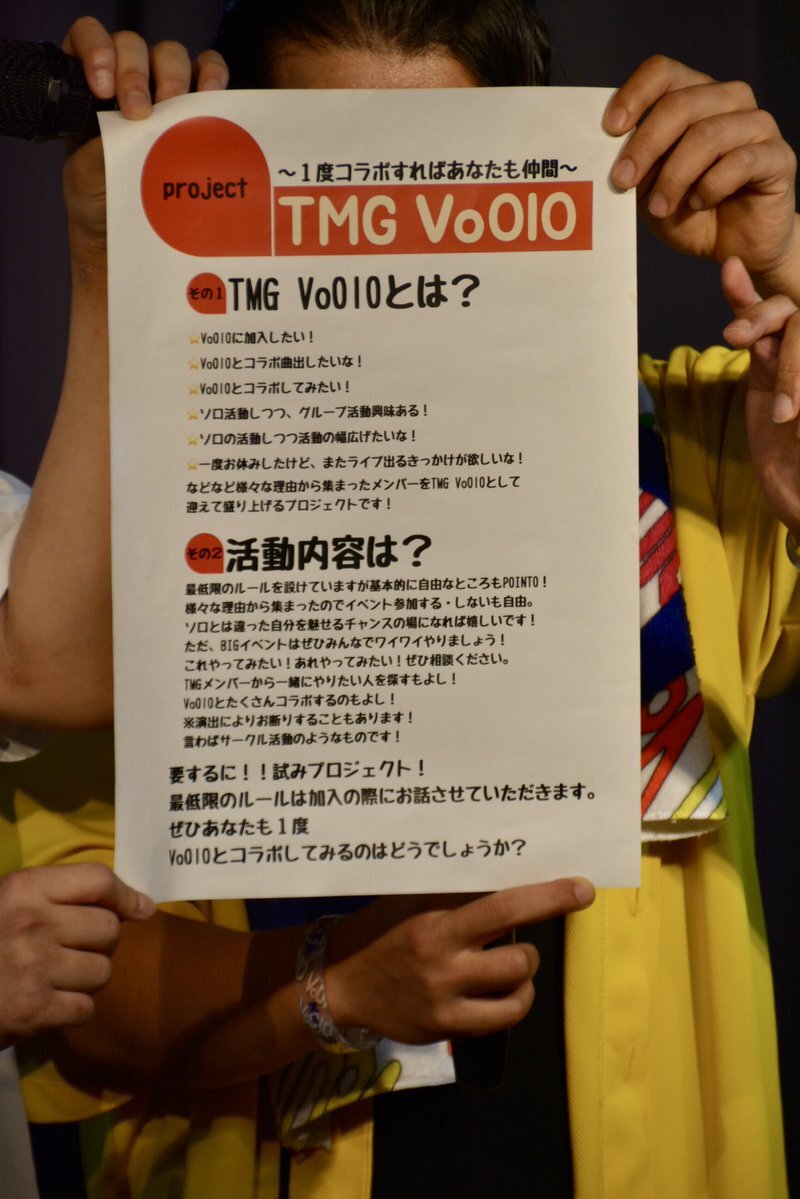 project
〜1度コラボすればあなたも仲間〜
TMG Vo010
その1 TMG Vo010とは？
⭐Vo010に加入したい！
⭐Vo010とコラボ曲出したいな！
⭐Vo010とコラボしてみたい！
⭐ソロ活動しつつ、グループ活動興味ある！
⭐ソロの活動しつつ活動の幅広げたいな！
⭐一度お休みしたけど、またライブ出るきっかけが欲しいな！
などなど様々な理由から集まったメンバーをTMG Vo010として
迎えて盛り上げるプロジェクトです！
その2 活動内容は？
最低限のルールを設けていますが基本的に自由なところもPOINTO！
様々な理由から集まったのでイベント参加する・しないも自由。
ソロとは違った自分を魅せるチャンスの場になれば嬉しいです！
ただ、BIGイベントはぜひみんなでワイワイやりましょう！
これやってみたい！あれやってみたい！ぜひ相談ください。
TMGメンバーから一緒にやりたい人を探すもよし！
Vo010とたくさんコラボするのもよし！
※演出によりお断りすることもあります！
言わばサークル活動のようなものです！
要するに！！試みプロジェクト！
最低限のルールは加入の際にお話させていただきます。
ぜひあなたも1度
Vo010とコラボしてみるのはどうでしょうか？